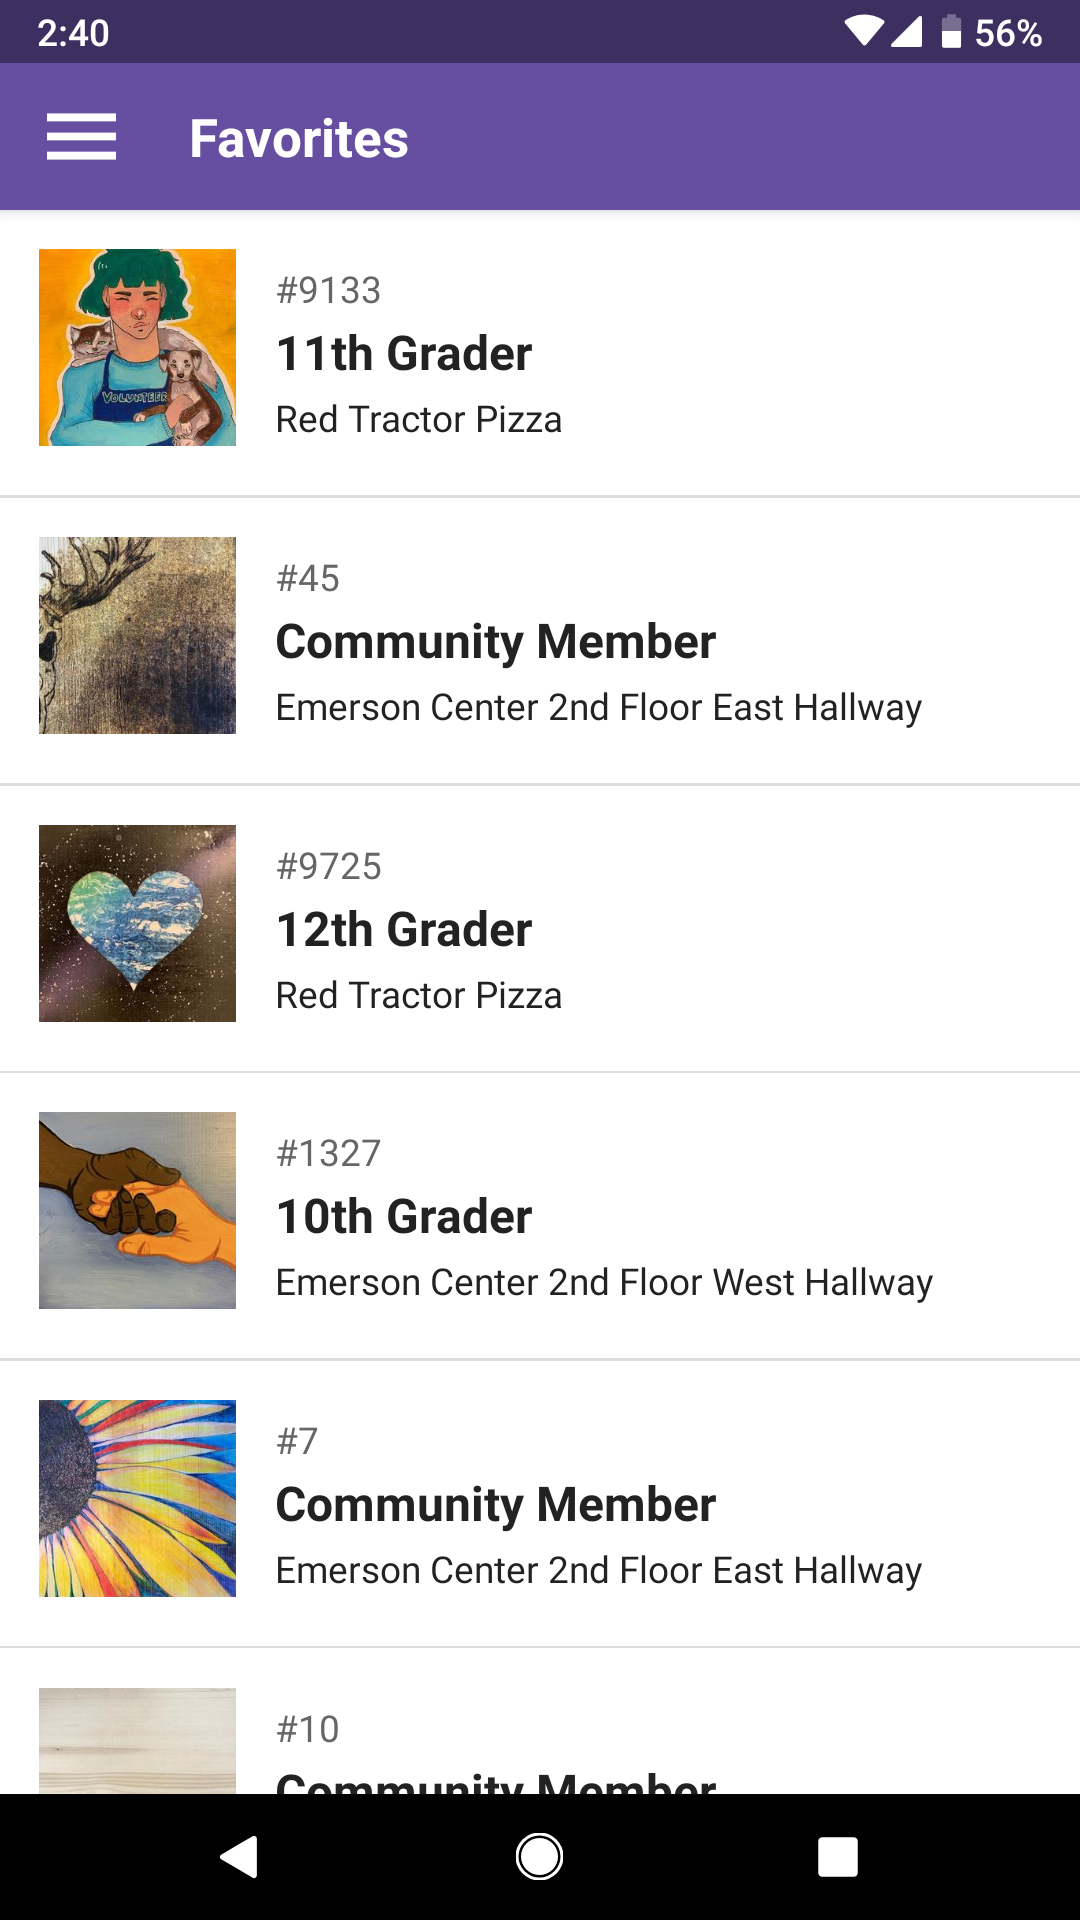 2:40
56%
Favorites
#9133
11th Grader
Red Tractor Pizza
VOLUNTEER
#45
Community Member
Emerson Center 2nd Floor East Hallway
#9725
12th Grader
Red Tractor Pizza
#1327
10th Grader
Emerson Center 2nd Floor West Hallway
#7
Community Member
Emerson Center 2nd Floor East Hallway
#10
Community Member